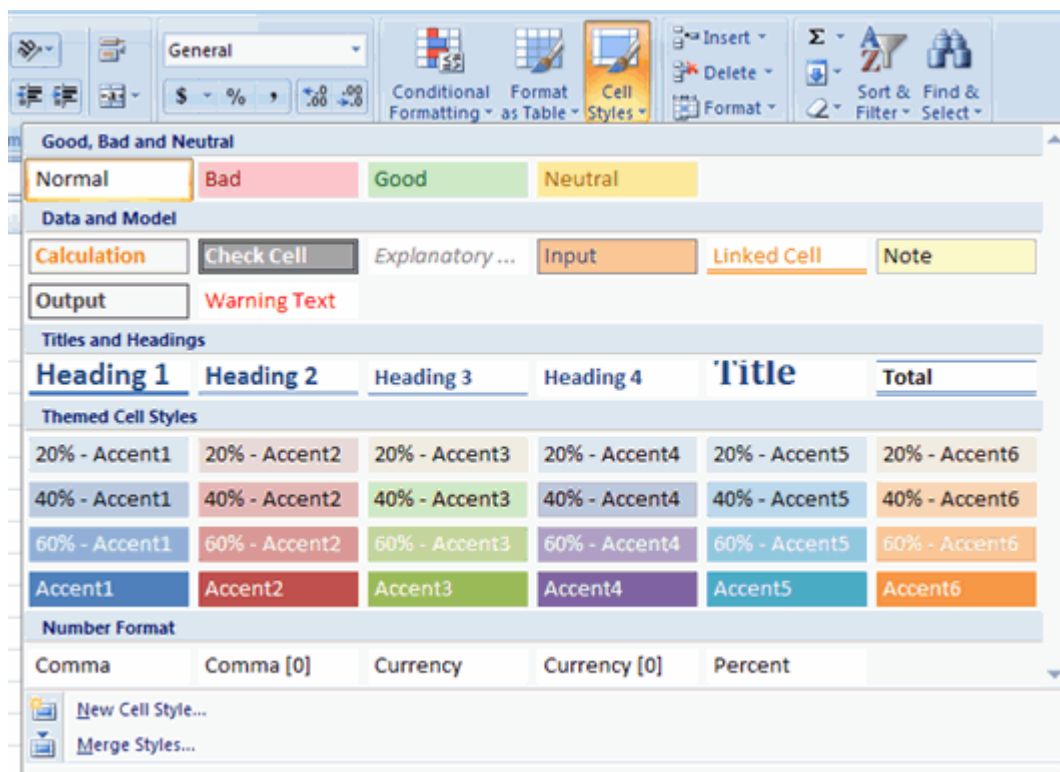 General
Insert
Σ
Delete
$ % , .00 .00
Conditional Formatting
Format as Table
Cell Styles
Format
A Z
Sort & Filter
Find & Select
Good, Bad and Neutral
Normal Bad Good Neutral
Data and Model
Calculation Check Cell Explanatory ... Input Linked Cell Note
Output Warning Text
Titles and Headings
Heading 1 Heading 2 Heading 3 Heading 4 Title Total
Themed Cell Styles
20% - Accent1 20% - Accent2 20% - Accent3 20% - Accent4 20% - Accent5 20% - Accent6
40% - Accent1 40% - Accent2 40% - Accent3 40% - Accent4 40% - Accent5 40% - Accent6
60% - Accent1 60% - Accent2 60% - Accent3 60% - Accent4 60% - Accent5 60% - Accent6
Accent1 Accent2 Accent3 Accent4 Accent5 Accent6
Number Format
Comma Comma [0] Currency Currency [0] Percent
New Cell Style...
Merge Styles...